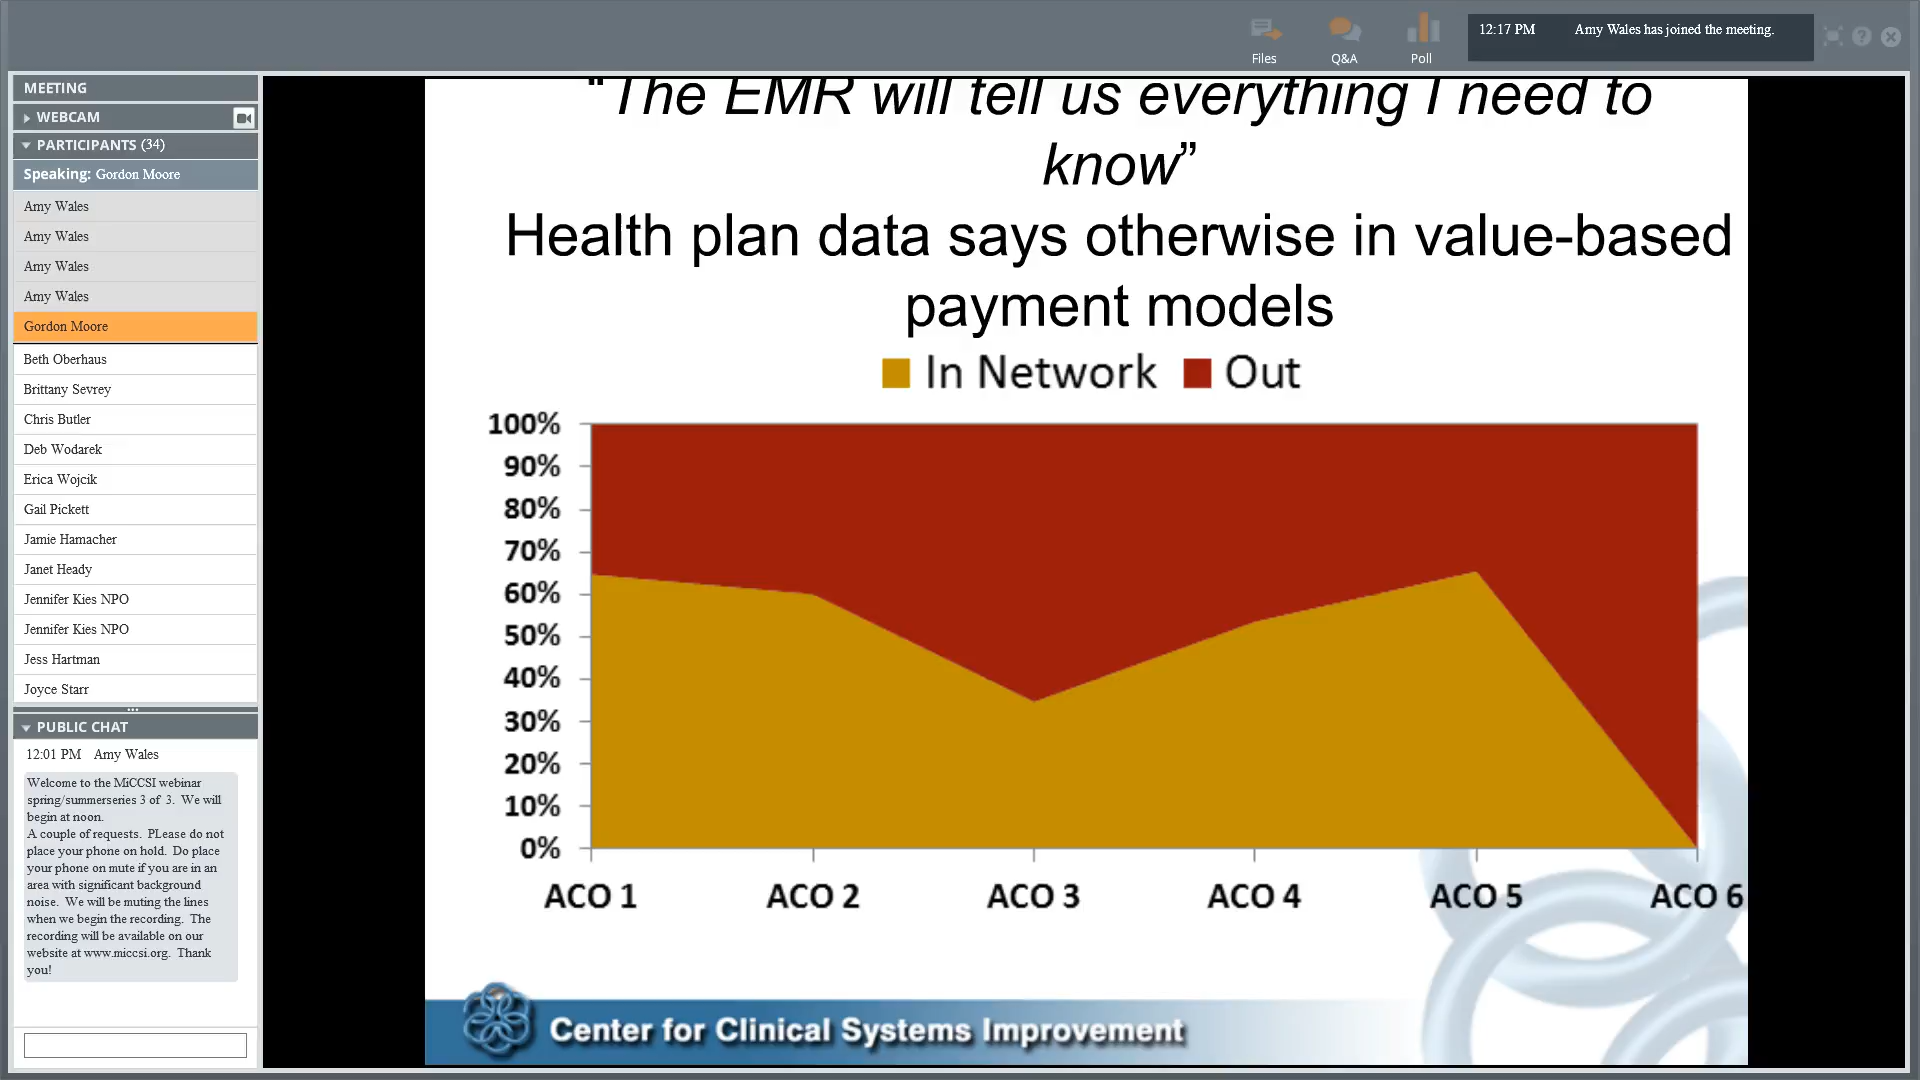 Files
Q&A
Poll
12:17 PM Amy Wales has joined the meeting.
MEETING
WEBCAM
PARTICIPANTS (34)
Speaking: Gordon Moore
Amy Wales
Amy Wales
Amy Wales
Amy Wales
Gordon Moore
Beth Oberhaus
Brittany Sevrey
Chris Butler
Deb Wodarek
Erica Wojcik
Gail Pickett
Jamie Hamacher
Janet Heady
Jennifer Kies NPO
Jennifer Kies NPO
Jess Hartman
Joyce Starr
PUBLIC CHAT
12:01 PM Amy Wales
Welcome to the MiCCSI webinar
spring/summerseries 3 of 3. We will
begin at noon.
A couple of requests. PLease do not
place your phone on hold. Do place
your phone on mute if you are in an
area with significant background
noise. We will be muting the lines
when we begin the recording. The
recording will be available on our
website at www.miccsi.org. Thank
you!
“The EMR will tell us everything I need to
know”
Health plan data says otherwise in value-based
payment models
In Network Out
100%
90%
80%
70%
60%
50%
40%
30%
20%
10%
0%
ACO 1 ACO 2 ACO 3 ACO 4 ACO 5 ACO 6
Center for Clinical Systems Improvement